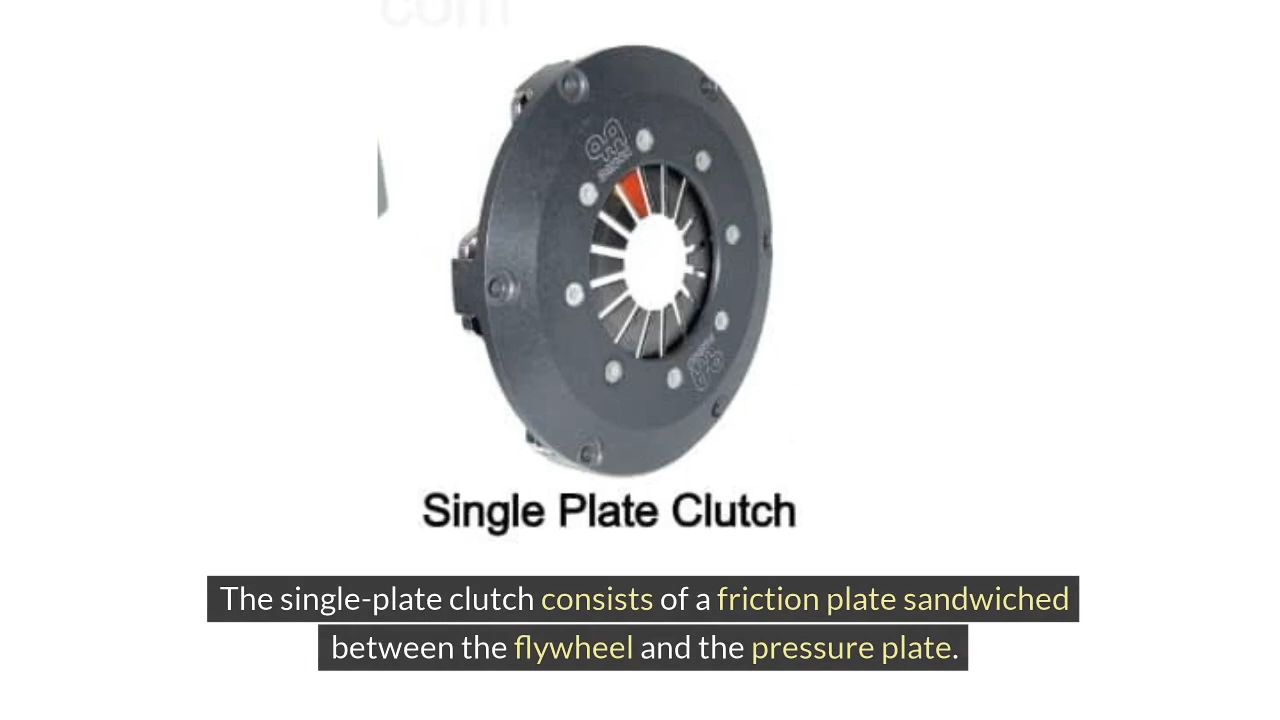 com
Single Plate Clutch
The single-plate clutch consists of a friction plate sandwiched
between the flywheel and the pressure plate.